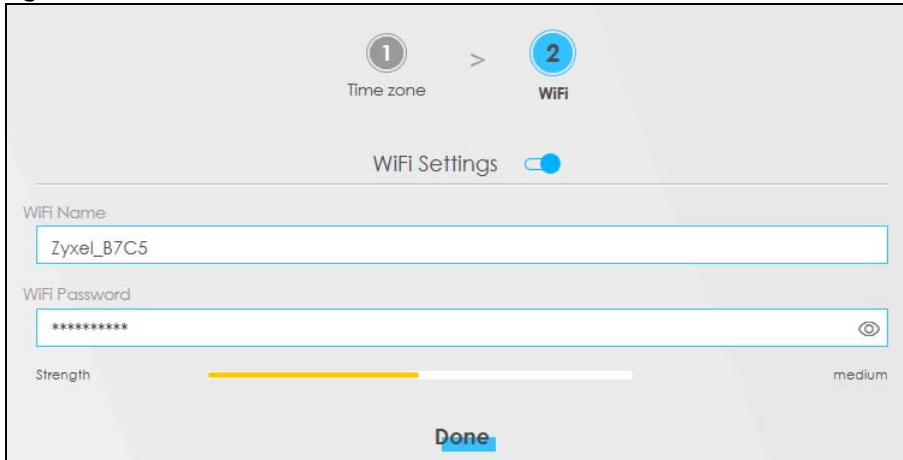 1 > 2
Time zone WiFi
WiFi Settings
WiFi Name
Zyxel_B7C5
WiFi Password
**********
Strength medium
Done